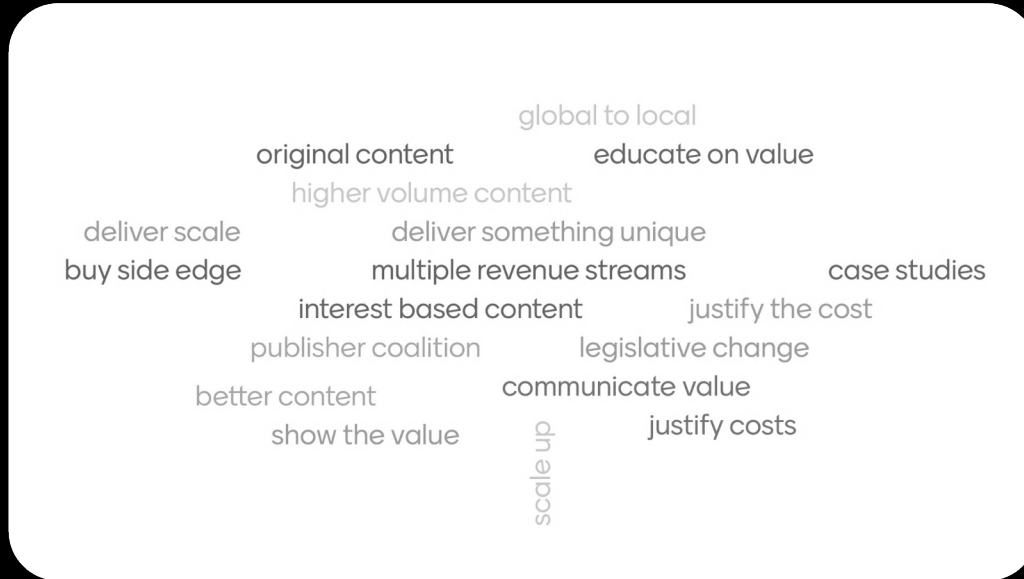 global to local
original content
educate on value
higher volume content
deliver scale
deliver something unique
buy side edge
multiple revenue streams
case studies
interest based content
justify the cost
publisher coalition
legislative change
communicate value
better content
justify costs
show the value
scale up